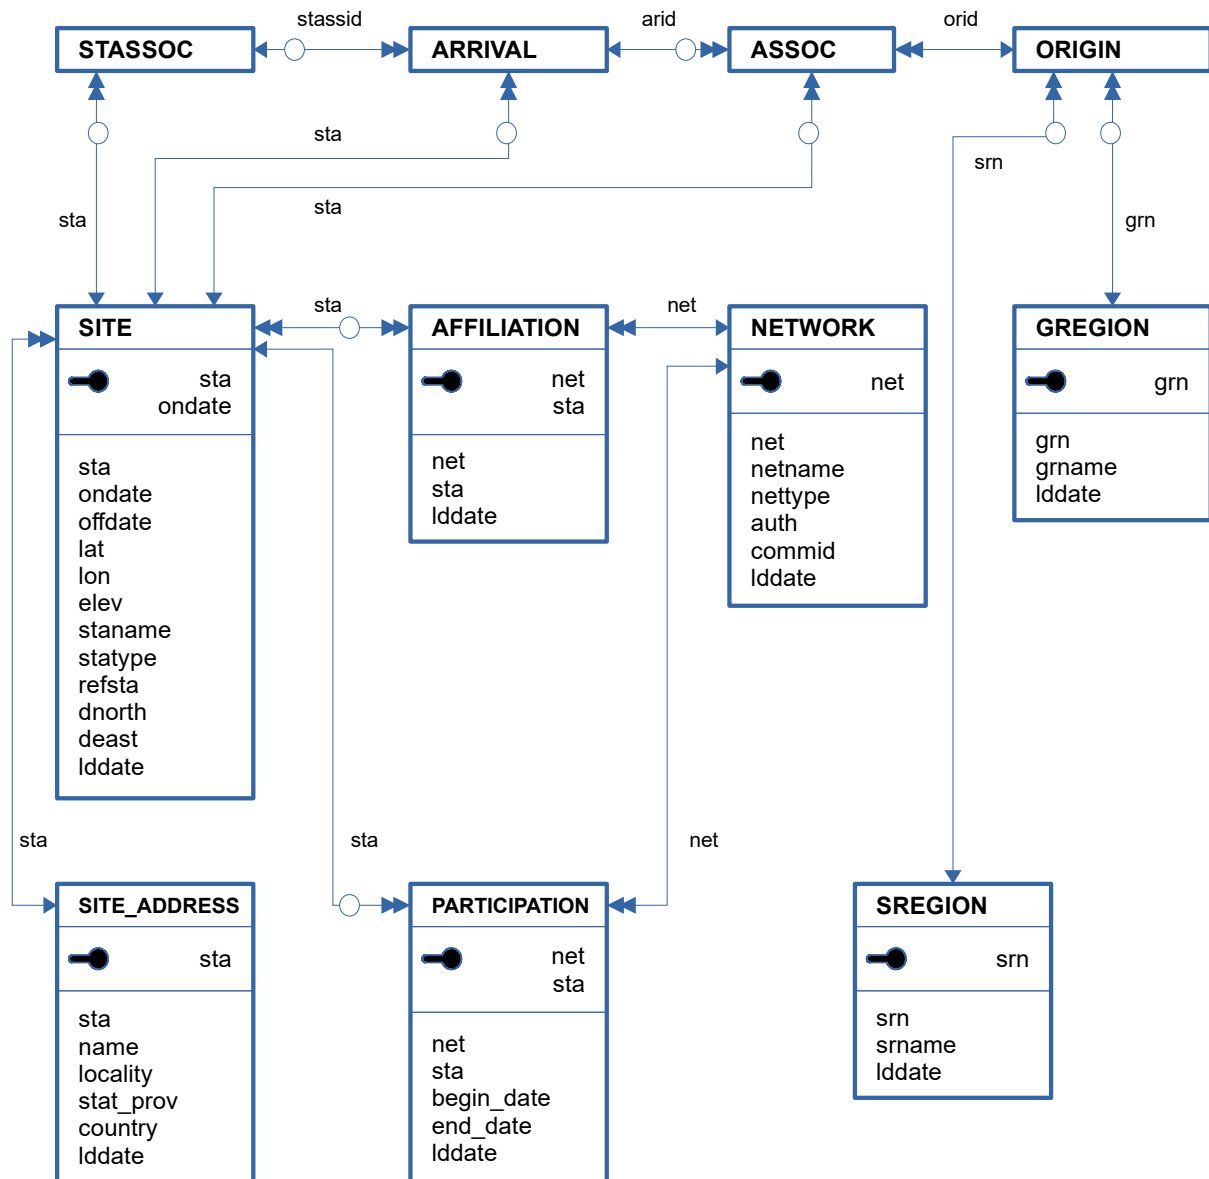 stassid
arid
orid
STASSOC
ARRIVAL
ASSOC
ORIGIN
sta
srn
sta
sta
grn
sta
net
SITE
AFFILIATION
NETWORK
GREGION
sta
ondate
net
sta
net
grn
sta
ondate
offdate
lat
lon
elev
staname
statype
refsta
dnorth
deast
lddate
net
sta
lddate
net
netname
nettype
auth
commid
lddate
grn
grname
lddate
sta
sta
net
SITE_ADDRESS
PARTICIPATION
SREGION
sta
net
sta
srn
sta
name
locality
stat_prov
country
lddate
net
sta
begin_date
end_date
lddate
srn
srname
lddate